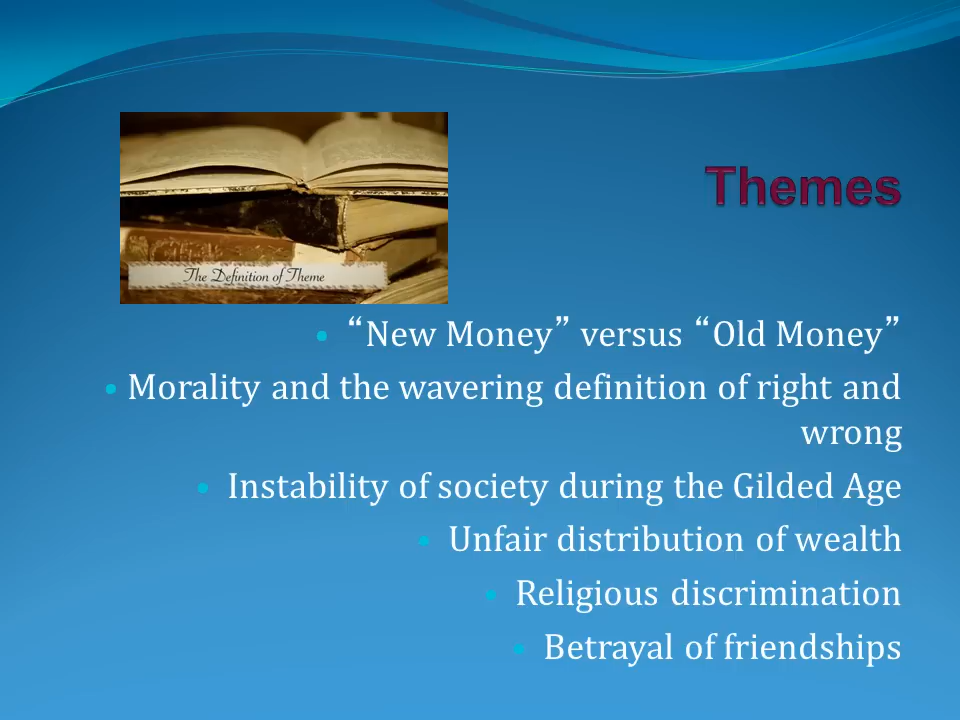 Themes
The Definition of Theme
• “New Money” versus “Old Money”
• Morality and the wavering definition of right and
wrong
• Instability of society during the Gilded Age
• Unfair distribution of wealth
• Religious discrimination
• Betrayal of friendships